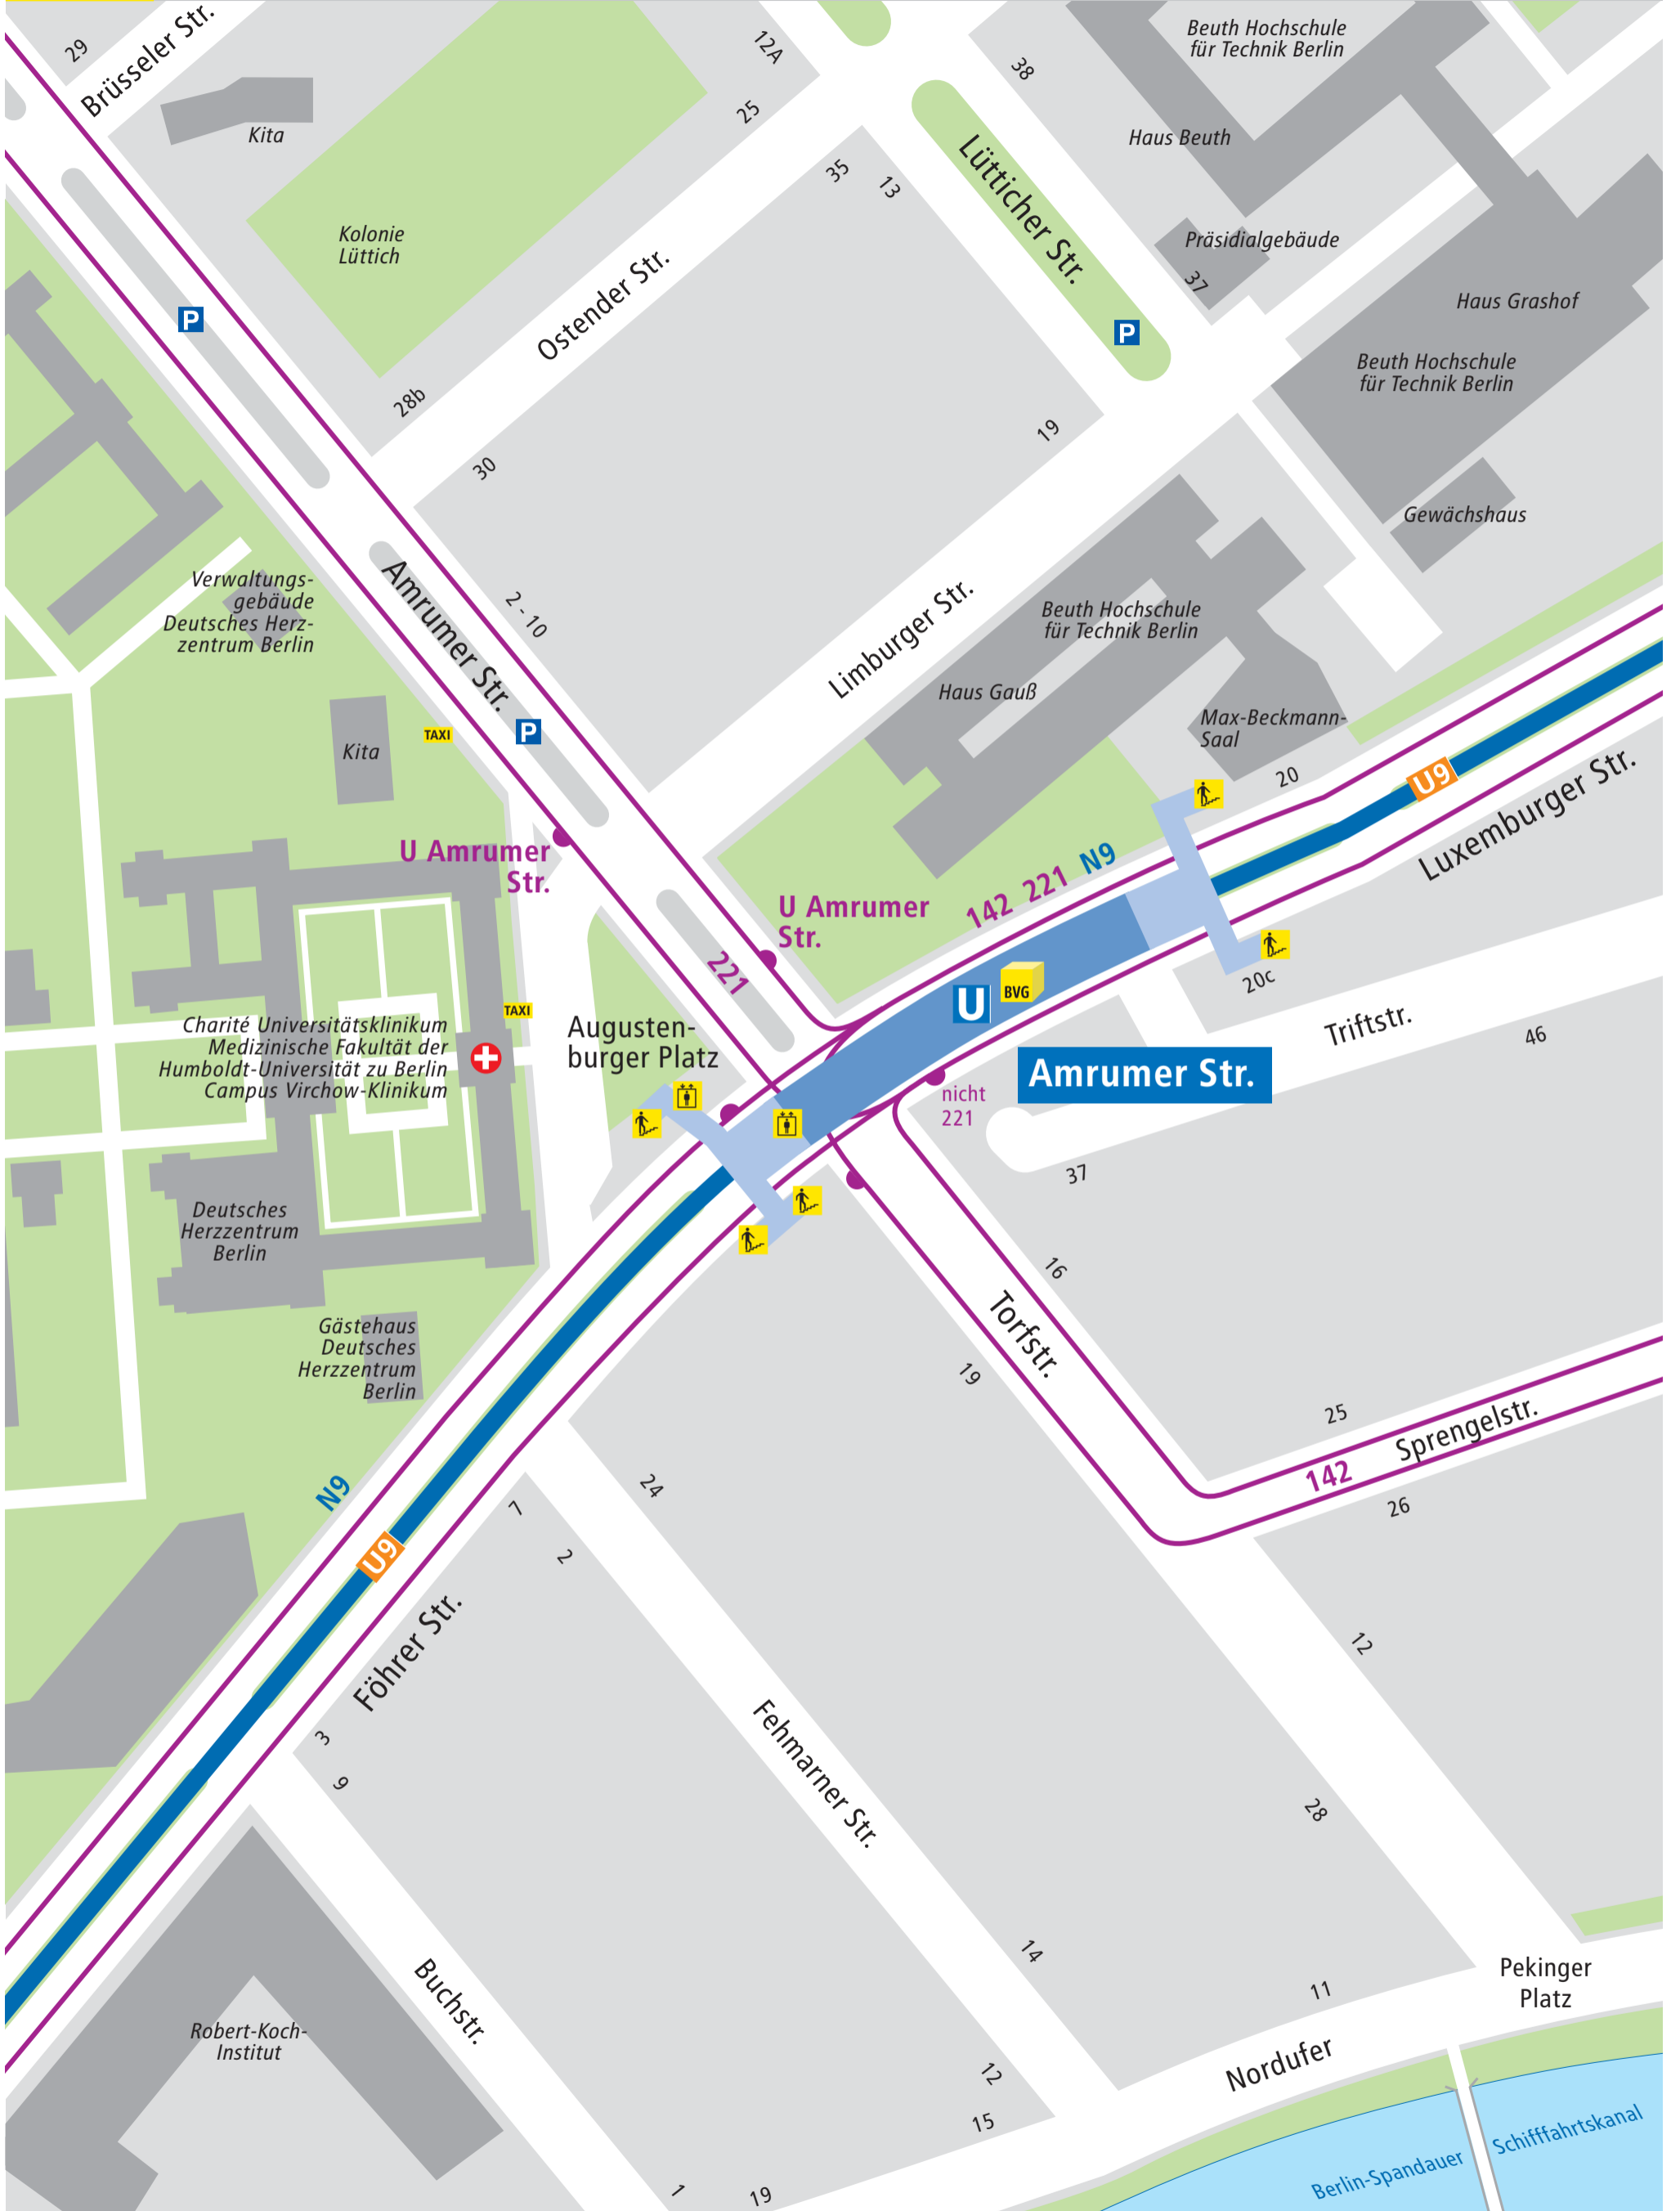 29
Brüsseler Str.
12A
38
Beuth Hochschule
für Technik Berlin
25
Kita
Haus Beuth
35
13
Lütticher Str.
Kolonie
Lüttich
Präsidialgebäude
37
Ostender Str.
P
P
Haus Grashof
Beuth Hochschule
für Technik Berlin
28b
30
19
Gewächshaus
Verwaltungs-
gebäude
Deutsches Herz-
zentrum Berlin
Amrumer Str.
2 - 10
Limburger Str.
Beuth Hochschule
für Technik Berlin
Haus Gauß
Max-Beckmann-
Saal
TAXI
P
Kita
20
U9
Luxemburger Str.
U Amrumer
Str.
U Amrumer
Str.
142 221 N9
221
20c
U
BVG
TAXI
Augusten-
burger Platz
Triftstr.
46
Charité Universitätsklinikum
Medizinische Fakultät der
Humboldt-Universität zu Berlin
Campus Virchow-Klinikum
Amrumer Str.
nicht
221
37
Deutsches
Herzzentrum
Berlin
16
Torfstr.
Gästehaus
Deutsches
Herzzentrum
Berlin
19
25
Sprengelstr.
142
26
N9
24
7
2
U9
Föhrer Str.
12
3
9
Fehmarner Str.
28
14
11
Pekinger
Platz
Buchstr.
Robert-Koch-
Institut
Nordufer
12
15
Berlin-Spandauer
Schifffahrtskanal
1
19